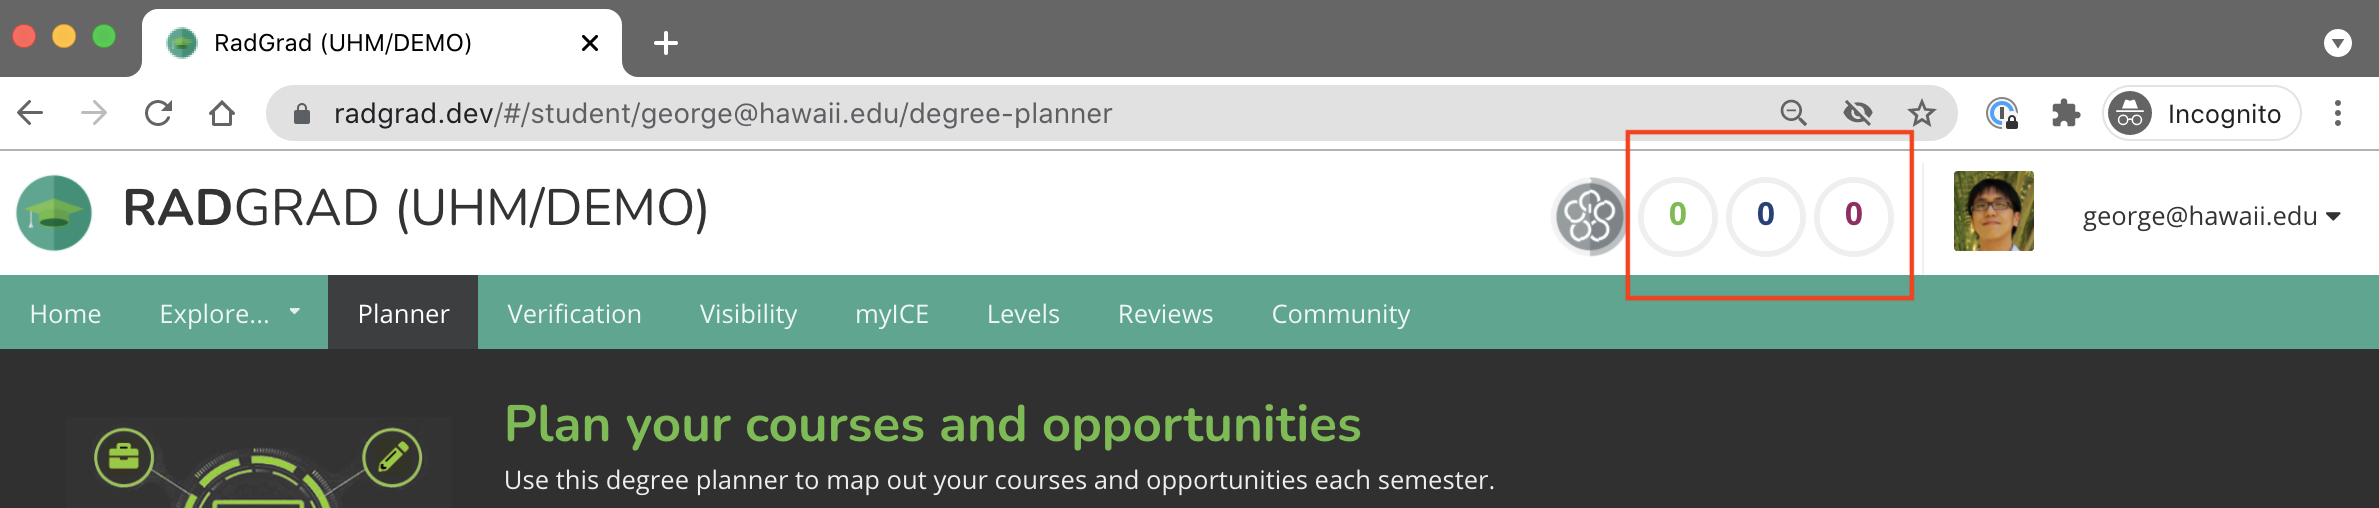 RadGrad (UHM/DEMO)
radgrad.dev/#/student/george@hawaii.edu/degree-planner
Incognito
RADGRAD (UHM/DEMO)
0 0 0
george@hawaii.edu
Home Explore... Planner Verification Visibility myICE Levels Reviews Community
Plan your courses and opportunities
Use this degree planner to map out your courses and opportunities each semester.